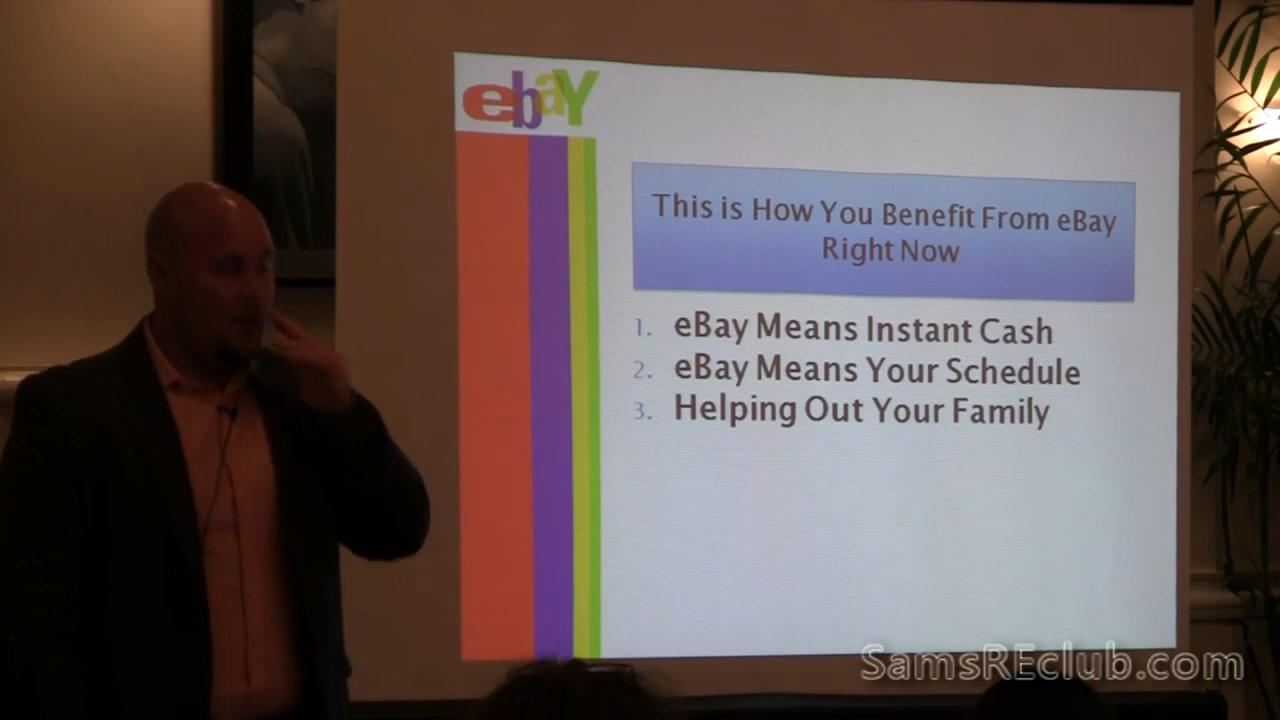 ebaY
This is How You Benefit From eBay
Right Now
1. eBay Means Instant Cash
2. eBay Means Your Schedule
3. Helping Out Your Family
SamsREclub.com